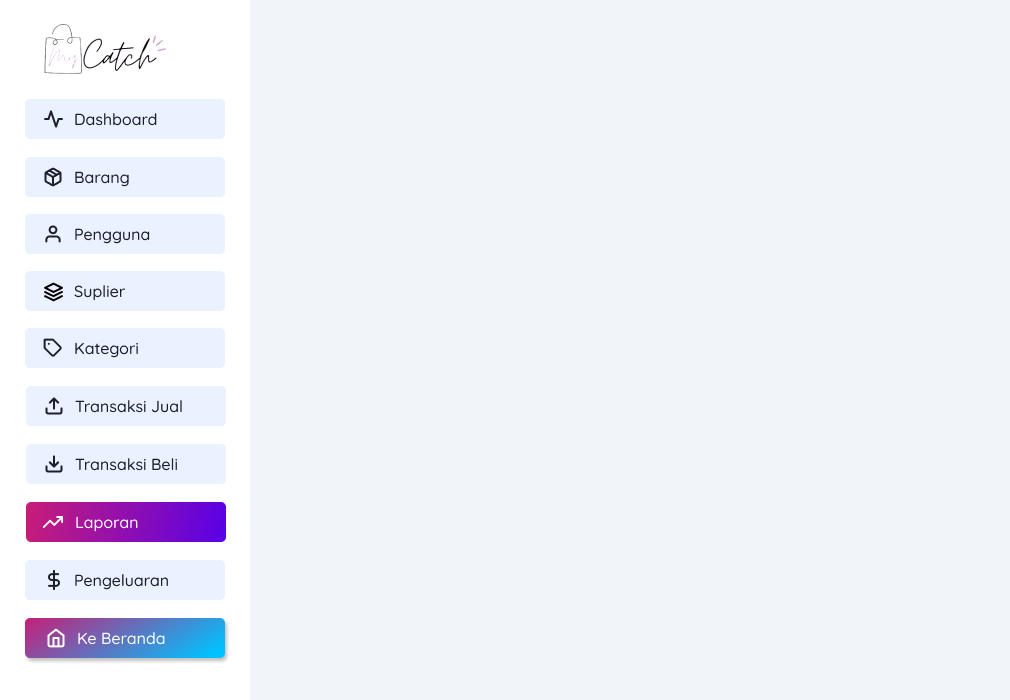 My Catch
Dashboard
Barang
Pengguna
Suplier
Kategori
Transaksi Jual
Transaksi Beli
Laporan
Pengeluaran
Ke Beranda